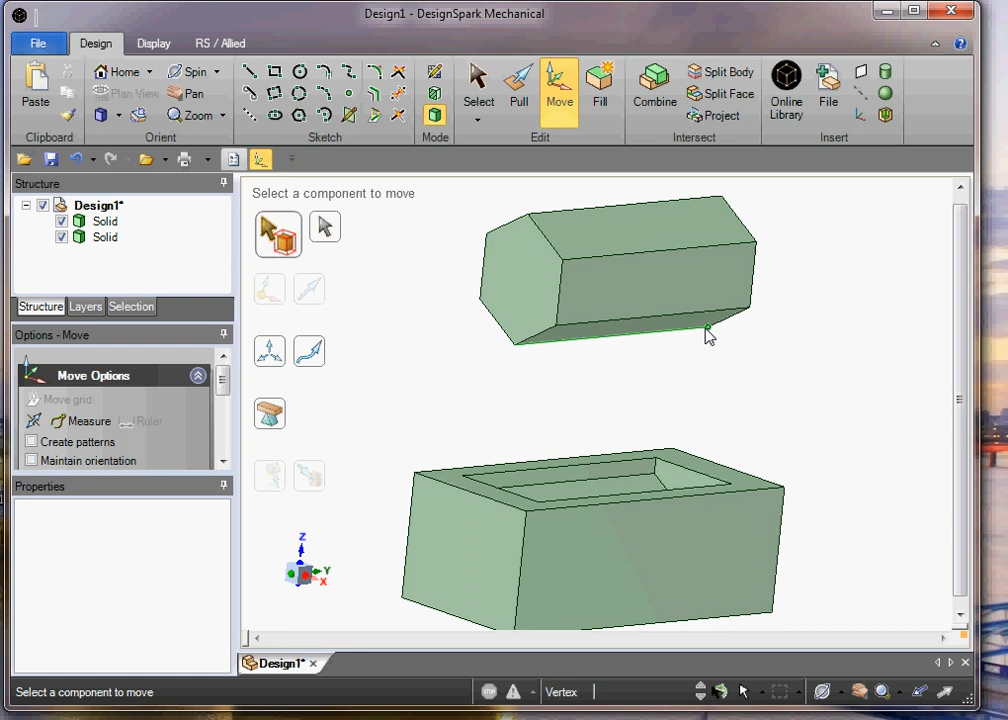 Design1 - DesignSpark Mechanical
File Design Display RS / Allied
Paste
Home Spin
Plan View Pan
Zoom
Select Pull Move Fill
Combine
Split Body
Split Face
Project
Online Library
File
Clipboard Orient Sketch Mode Edit Intersect Insert
Structure
Design1*
Solid
Solid
Structure Layers Selection
Options - Move
Move Options
Move grid
Measure Ruler
Create patterns
Maintain orientation
Properties
Select a component to move
Z
Y
X
Design1*
Select a component to move
Vertex